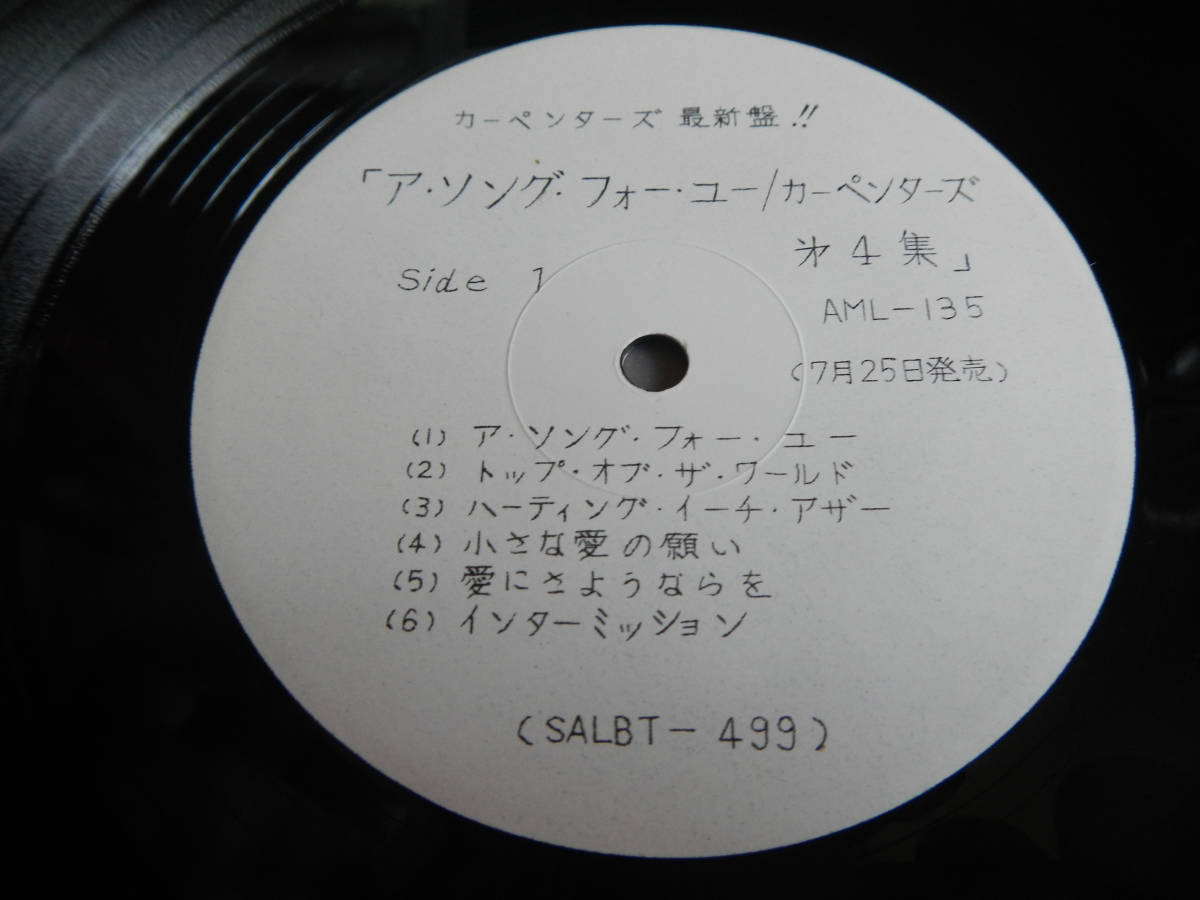 カーペンターズ 最新盤!!
「ア・ソング・フォー・ユー/カーペンターズ
オ4集」
Side 1
AML-135
(7月25日発売)
(1) ア・ソング・フォー・ユー
(2) トップ・オブ・ザ・ワールド
(3) ハーティング・イーチ・アザー
(4) 小さな愛の願い
(5) 愛にさようならを
(6) インターミッション
(SALBT-499)